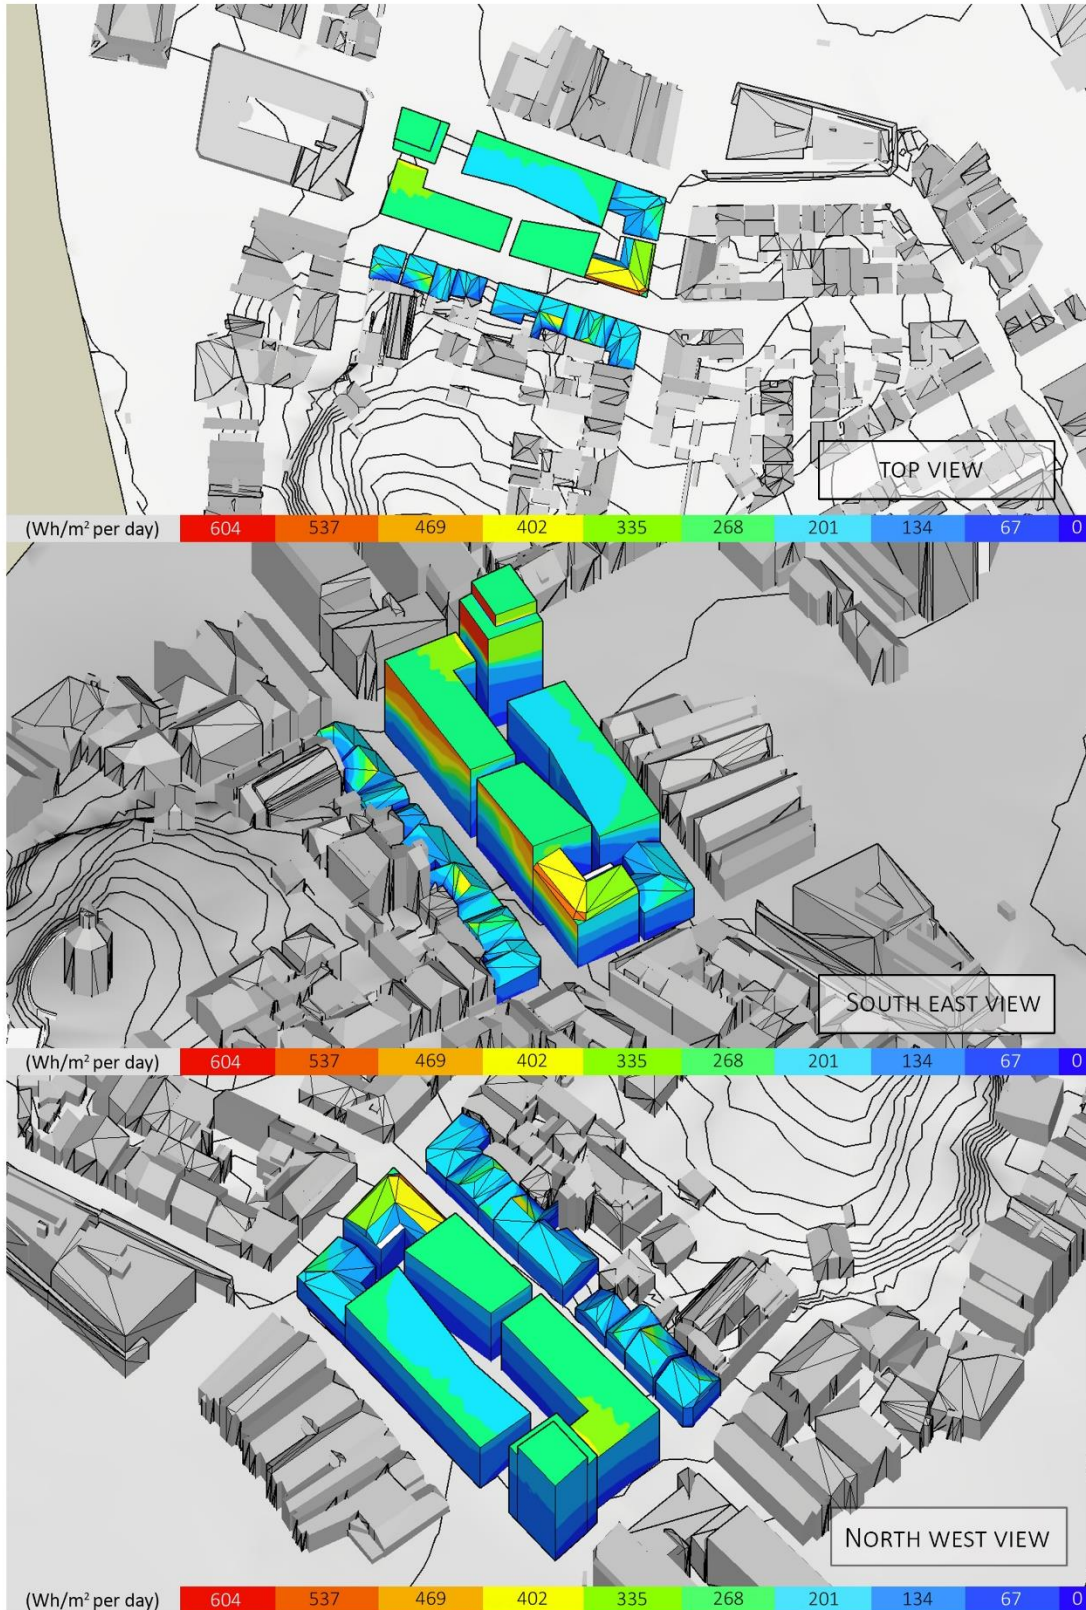 TOP VIEW
(Wh/m² per day) 604 537 469 402 335 268 201 134 67 0
SOUTH EAST VIEW
(Wh/m² per day) 604 537 469 402 335 268 201 134 67 0
NORTH WEST VIEW
(Wh/m² per day) 604 537 469 402 335 268 201 134 67 0